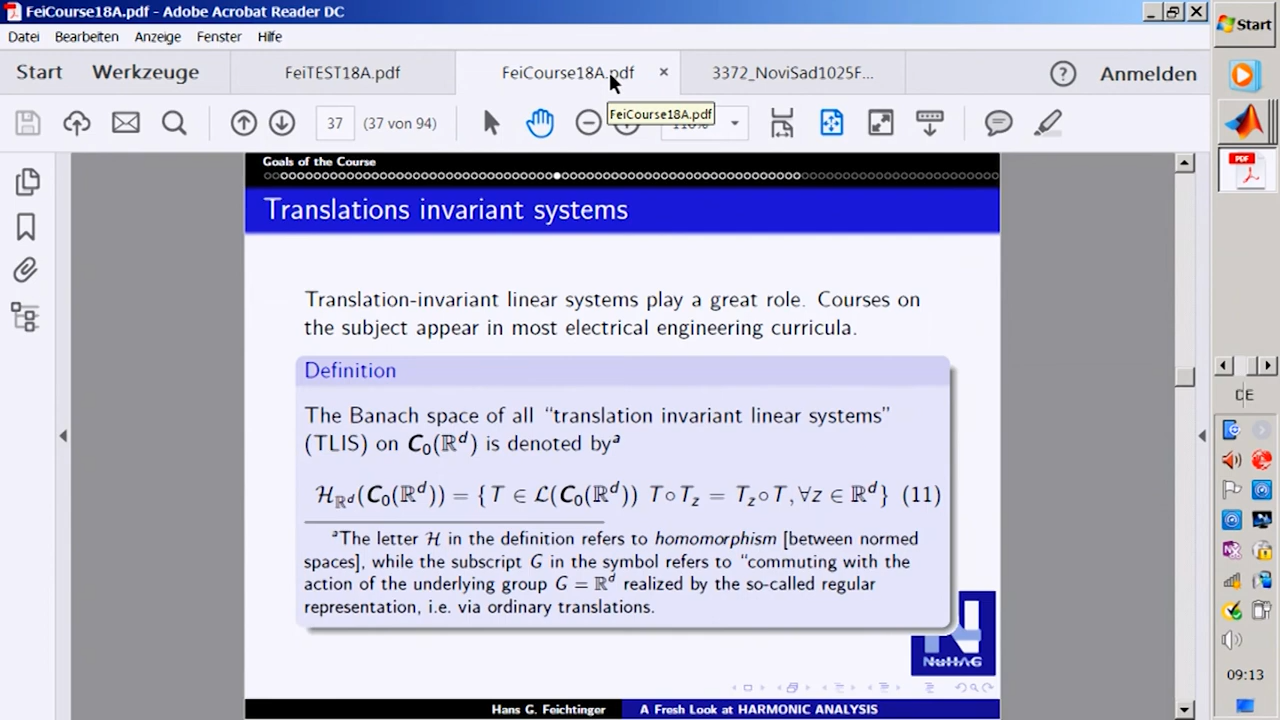 FeiCourse18A.pdf - Adobe Acrobat Reader DC
Datei Bearbeiten Anzeige Fenster Hilfe
Start Werkzeuge FeiTEST18A.pdf FeiCourse18A.pdf × 3372_NoviSad1025F... Anmelden
37 (37 von 94)
FeiCourse18A.pdf
Goals of the Course
Translations invariant systems
Translation-invariant linear systems play a great role. Courses on
the subject appear in most electrical engineering curricula.
Definition
The Banach space of all “translation invariant linear systems”
(TLIS) on C₀(ℝᵈ) is denoted byᵃ
ℋ_ℝᵈ(C₀(ℝᵈ)) = { T ∈ ℒ(C₀(ℝᵈ)) T ∘ T_z = T_z ∘ T, ∀z ∈ ℝᵈ } (11)
ᵃThe letter ℋ in the definition refers to homomorphism [between normed
spaces], while the subscript G in the symbol refers to “commuting with the
action of the underlying group G = ℝᵈ realized by the so-called regular
representation, i.e. via ordinary translations.
NuHAG
Hans G. Feichtinger A Fresh Look at HARMONIC ANALYSIS
Start
PDF
DE
09:13